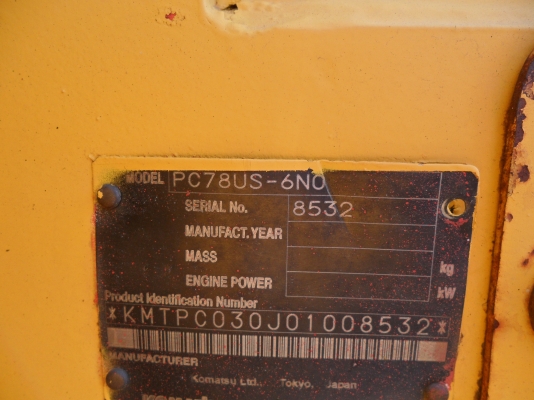 MODEL PC78US-6N0
SERIAL No. 8532
MANUFACT.YEAR
MASS kg
ENGINE POWER kW
Product Identification Number
*KMTPC030J01008532*
MANUFACTURER
Komatsu Ltd., Tokyo, Japan